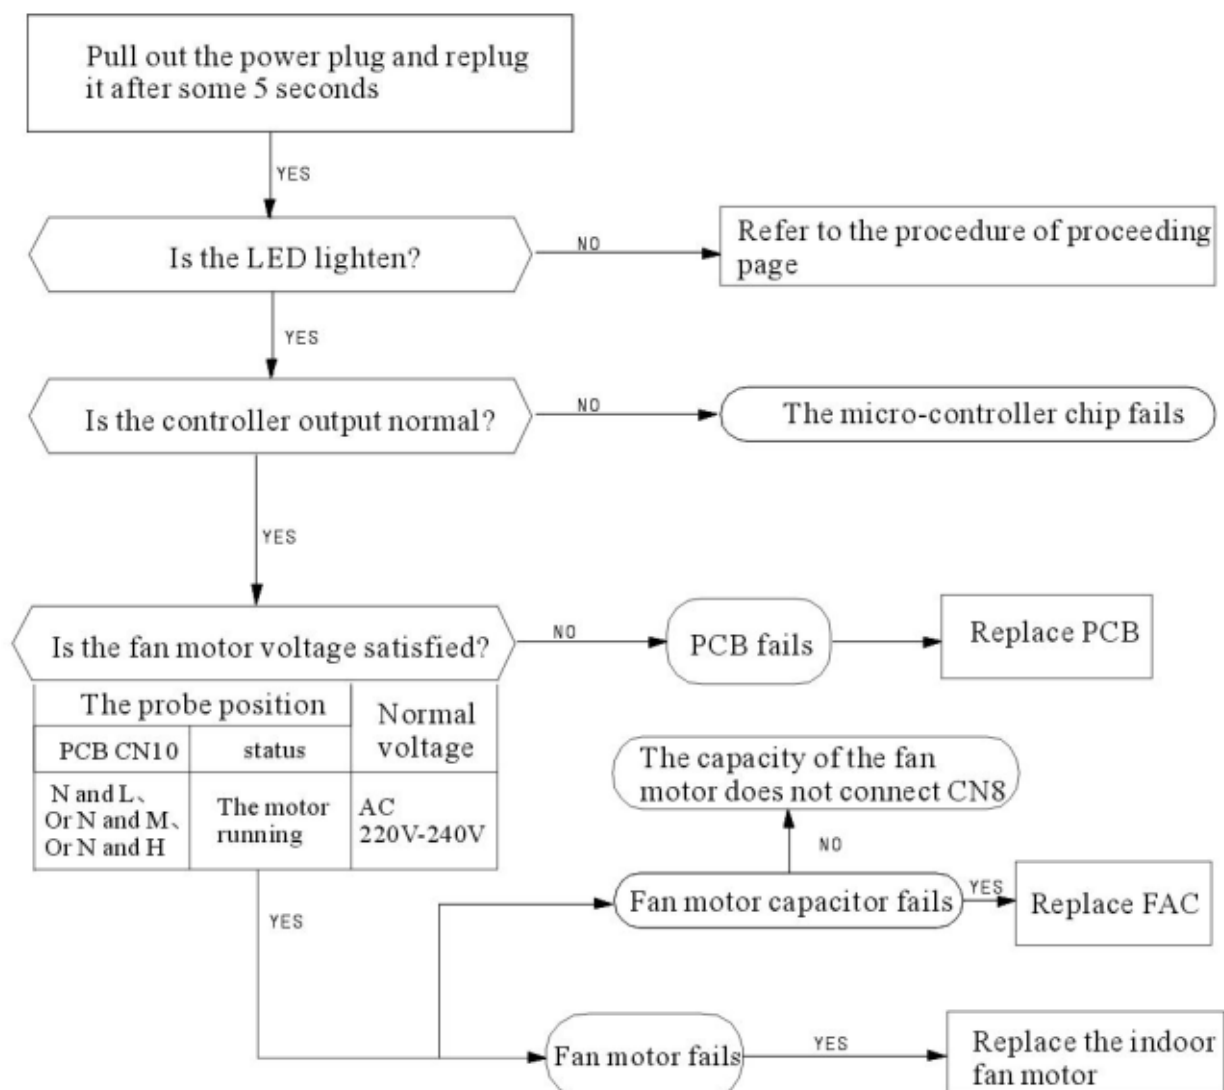 Pull out the power plug and replug
it after some 5 seconds
YES
Is the LED lighten?
NO
Refer to the procedure of proceeding
page
YES
Is the controller output normal?
NO
The micro-controller chip fails
YES
Is the fan motor voltage satisfied?
NO
PCB fails
Replace PCB
The probe position
Normal
voltage
PCB CN10
status
N and L、
Or N and M、
Or N and H
The motor
running
AC
220V-240V
The capacity of the fan
motor does not connect CN8
NO
YES
Fan motor capacitor fails
YES
Replace FAC
Fan motor fails
YES
Replace the indoor
fan motor